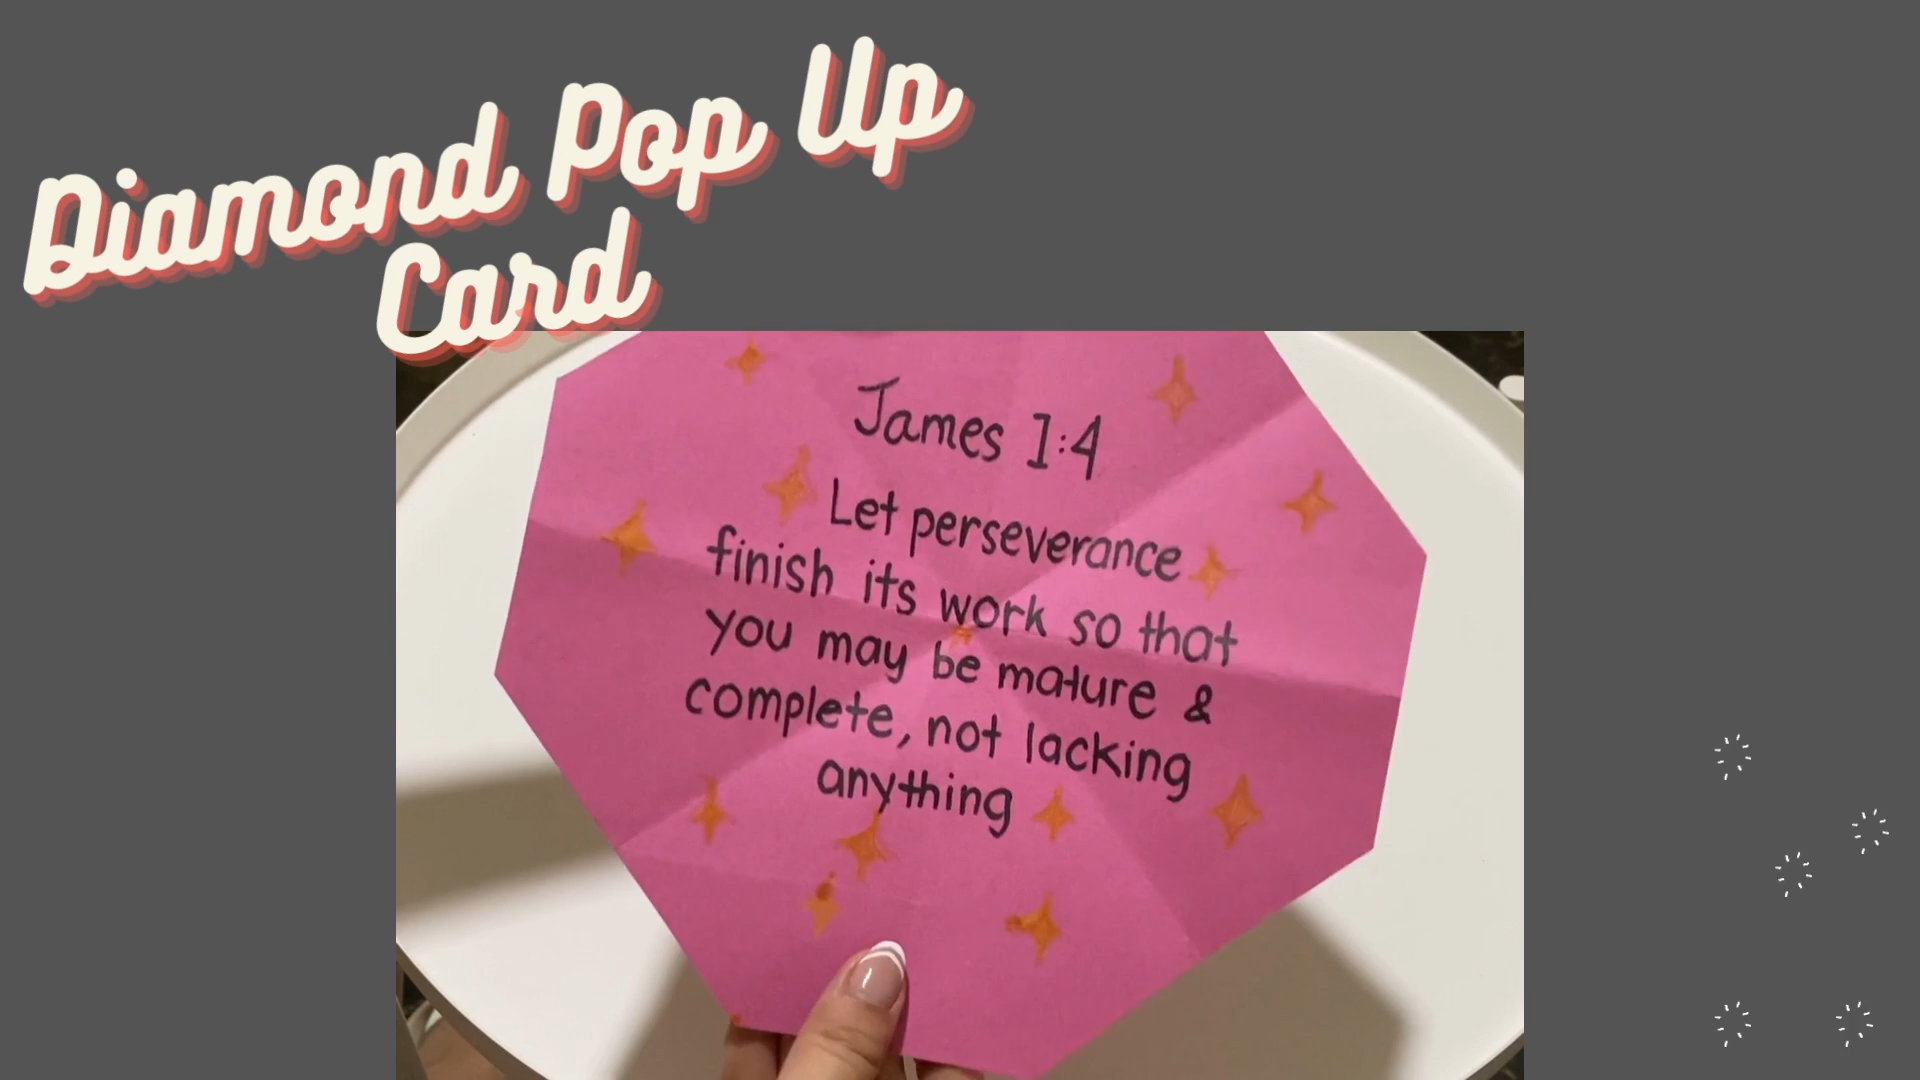 Diamond Pop Up
Card
James 1:4
Let perseverance
finish its work so that
you may be mature &
complete, not lacking
anything